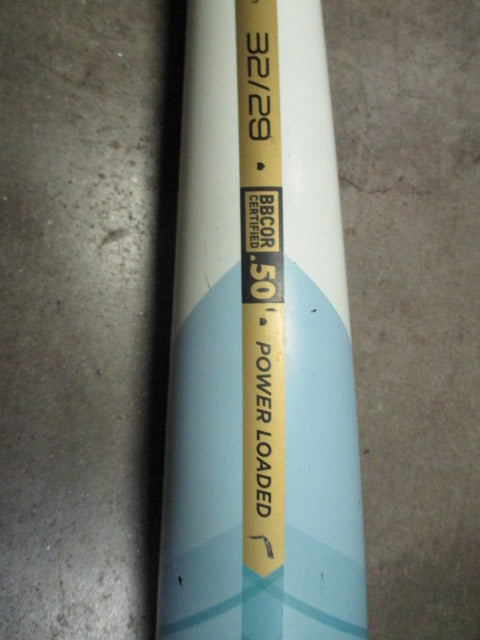 32/29
BBCOR
CERTIFIED
.50
POWER LOADED